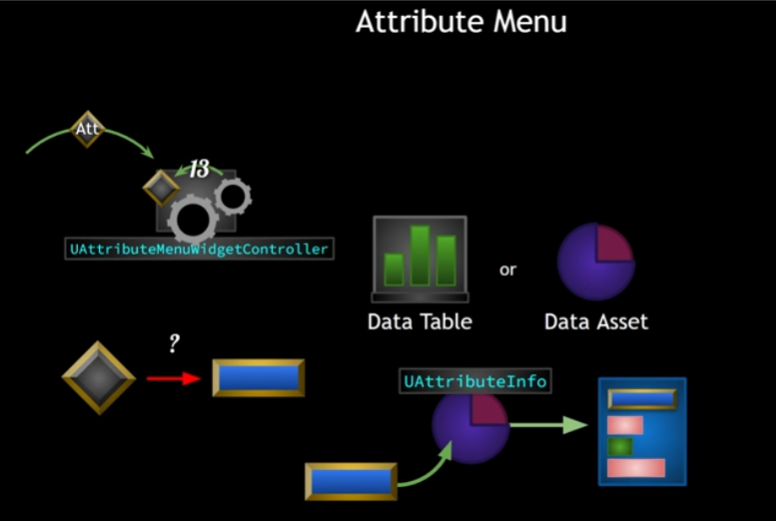 Attribute Menu
Att
13
UAttributeMenuWidgetController
or
Data Table
Data Asset
?
UAttributeInfo